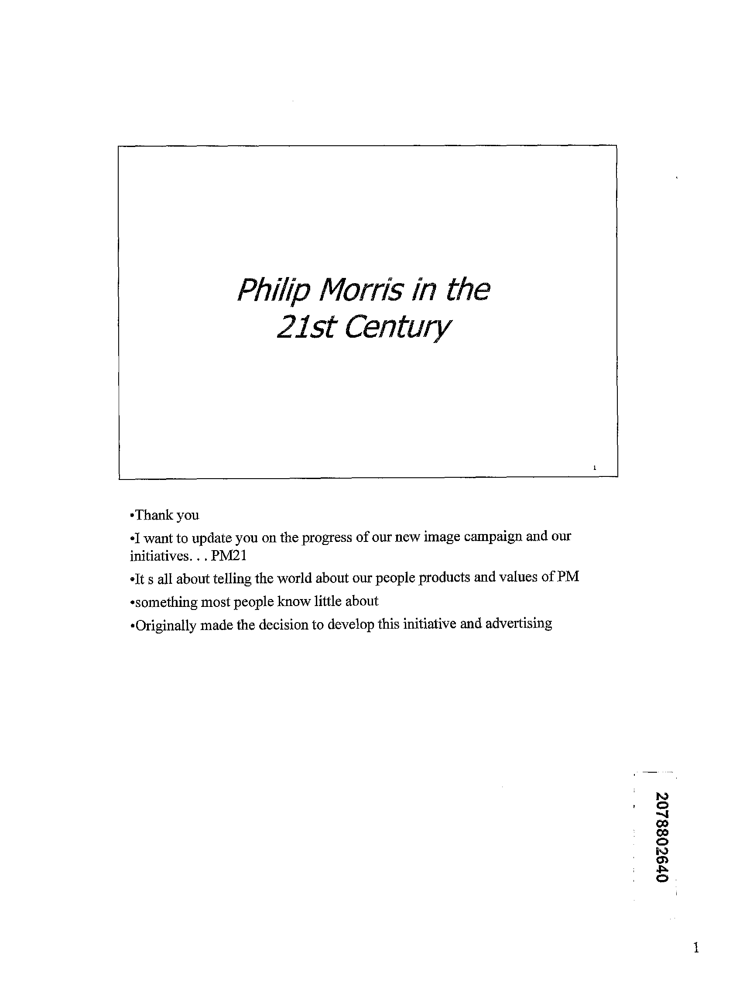 Philip Morris in the
21st Century
1
•Thank you
•I want to update you on the progress of our new image campaign and our
initiatives. . . PM21
•It s all about telling the world about our people products and values of PM
•something most people know little about
•Originally made the decision to develop this initiative and advertising
2078802640
1